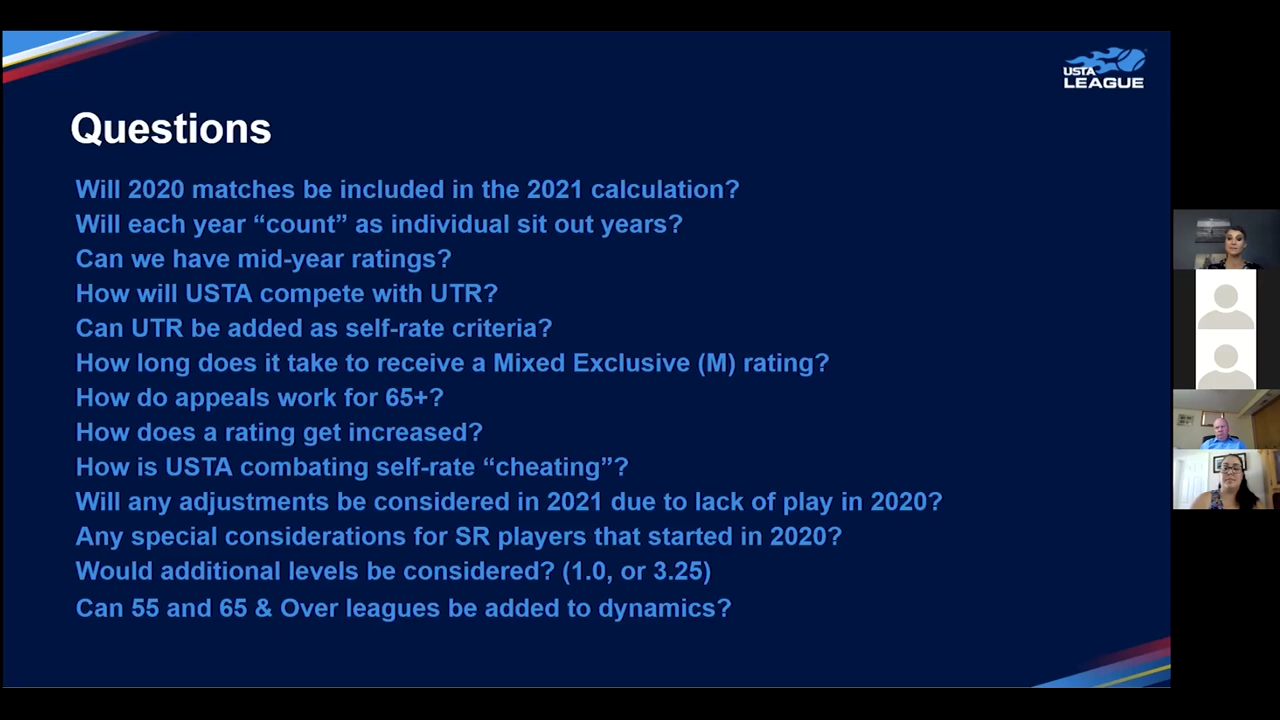 USTA
LEAGUE
Questions
Will 2020 matches be included in the 2021 calculation?
Will each year “count” as individual sit out years?
Can we have mid-year ratings?
How will USTA compete with UTR?
Can UTR be added as self-rate criteria?
How long does it take to receive a Mixed Exclusive (M) rating?
How do appeals work for 65+?
How does a rating get increased?
How is USTA combating self-rate “cheating”?
Will any adjustments be considered in 2021 due to lack of play in 2020?
Any special considerations for SR players that started in 2020?
Would additional levels be considered? (1.0, or 3.25)
Can 55 and 65 & Over leagues be added to dynamics?